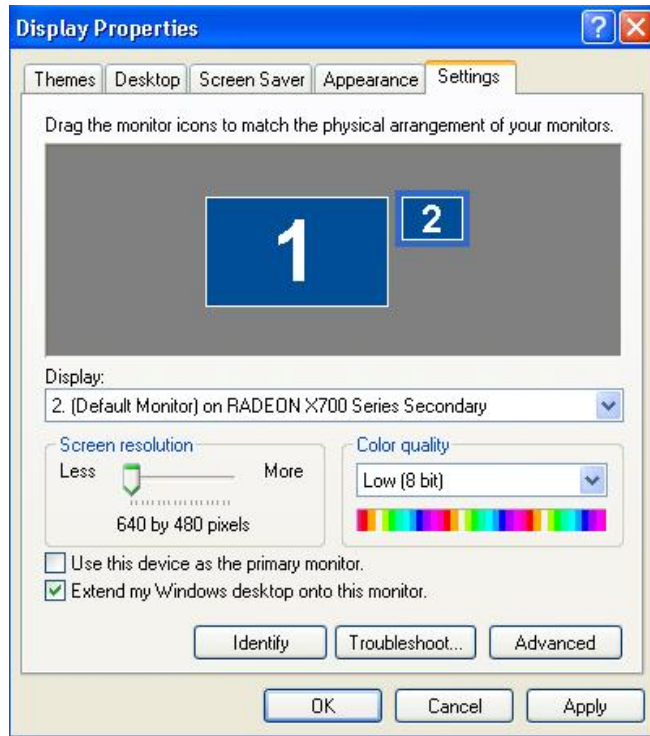 Display Properties
Themes Desktop Screen Saver Appearance Settings
Drag the monitor icons to match the physical arrangement of your monitors.
1 2
Display:
2. (Default Monitor) on RADEON X700 Series Secondary
Screen resolution
Less More
640 by 480 pixels
Color quality
Low (8 bit)
Use this device as the primary monitor.
Extend my Windows desktop onto this monitor.
Identify Troubleshoot... Advanced
OK Cancel Apply